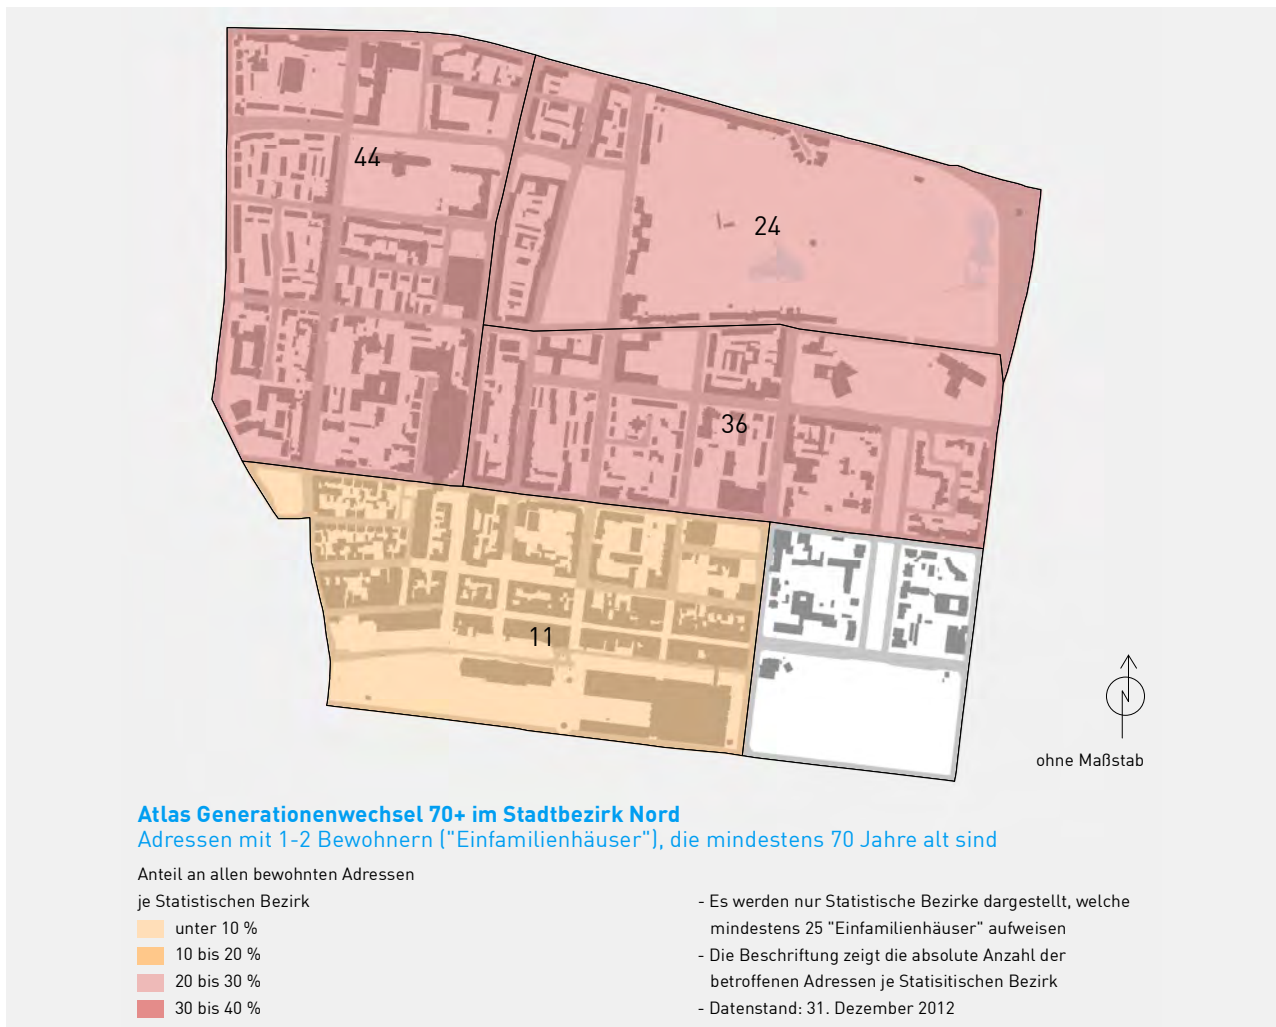 44
24
36
11
ohne Maßstab
Atlas Generationenwechsel 70+ im Stadtbezirk Nord
Adressen mit 1-2 Bewohnern ("Einfamilienhäuser"), die mindestens 70 Jahre alt sind
Anteil an allen bewohnten Adressen
je Statistischen Bezirk
unter 10 %
10 bis 20 %
20 bis 30 %
30 bis 40 %
- Es werden nur Statistische Bezirke dargestellt, welche
mindestens 25 "Einfamilienhäuser" aufweisen
- Die Beschriftung zeigt die absolute Anzahl der
betroffenen Adressen je Statisitischen Bezirk
- Datenstand: 31. Dezember 2012